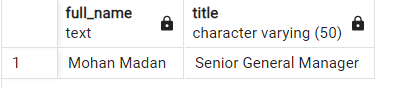 full_name title
text character varying (50)
1 Mohan Madan Senior General Manager